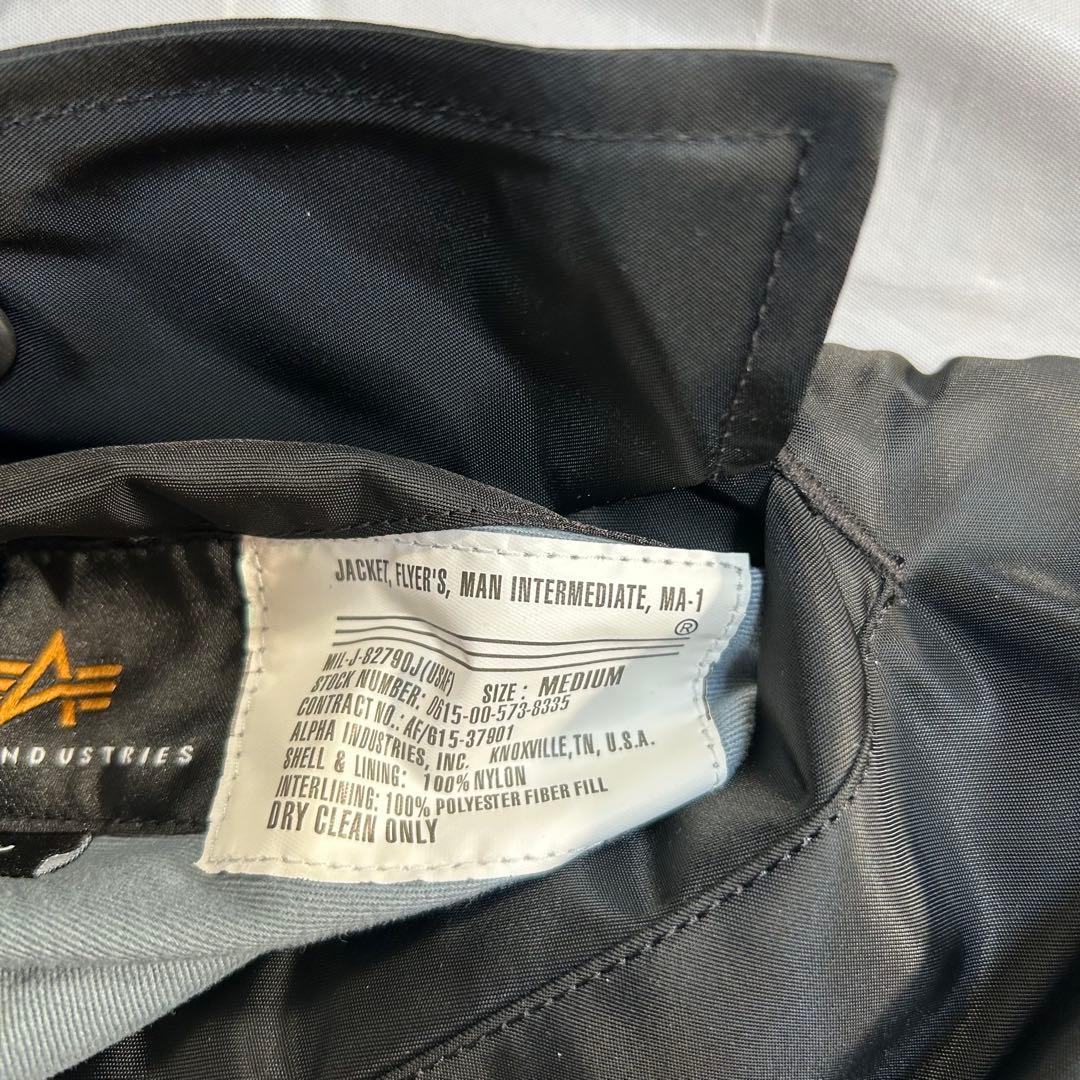 JACKET, FLYER'S, MAN INTERMEDIATE, MA-1
®
MIL-J-82790J(USAF) SIZE: MEDIUM
STOCK NUMBER: 0615-00-573-8335
CONTRACT NO.: AF/615-37901
ALPHA INDUSTRIES, INC. KNOXVILLE, TN, U.S.A.
SHELL & LINING: 100% NYLON
INTERLINING: 100% POLYESTER FIBER FILL
DRY CLEAN ONLY
INDUSTRIES